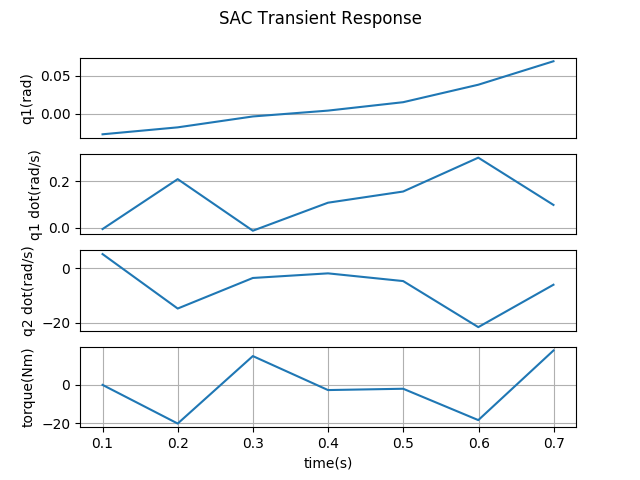 SAC Transient Response
q1(rad)
0.05
0.00
q1 dot(rad/s)
0.2
0.0
q2 dot(rad/s)
0
−20
torque(Nm)
0
−20
0.1 0.2 0.3 0.4 0.5 0.6 0.7
time(s)